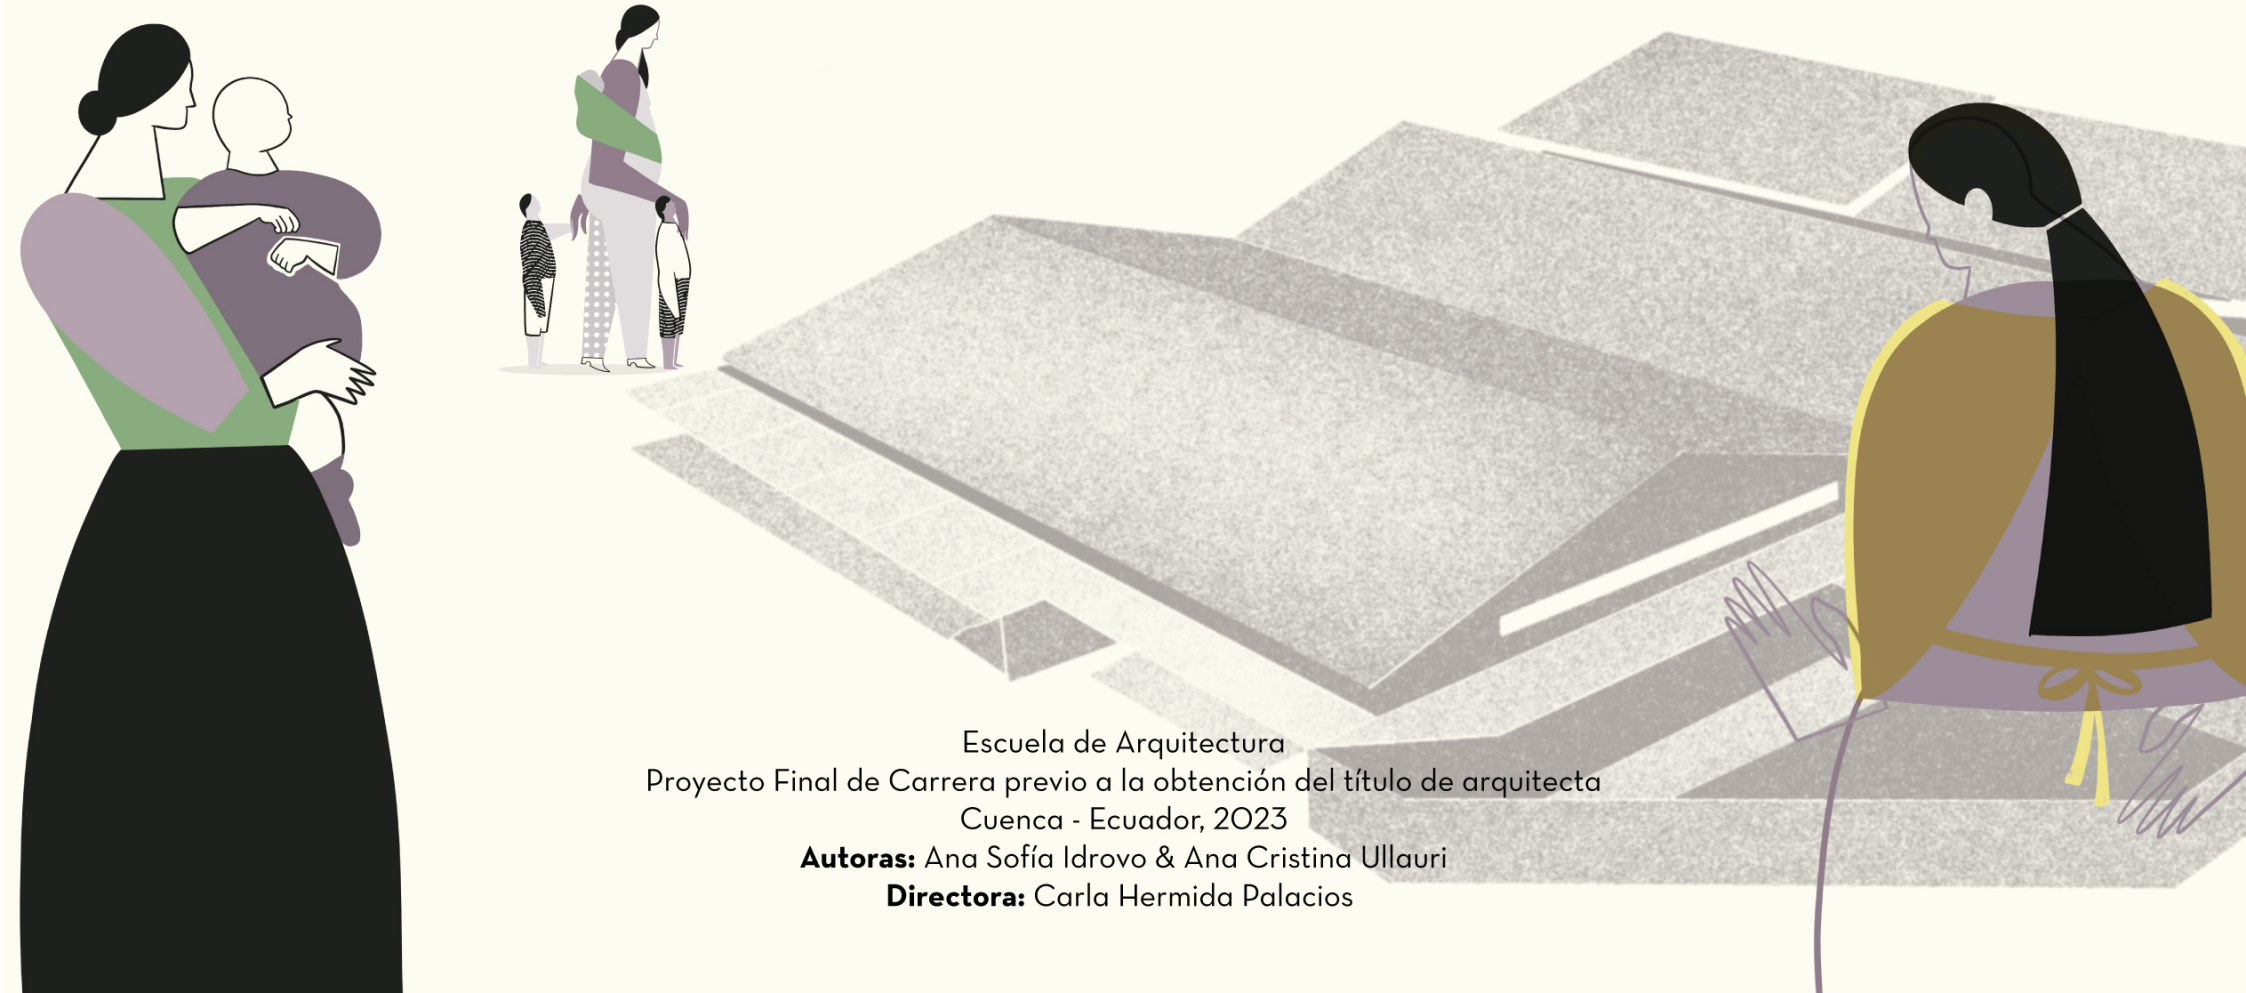 Escuela de Arquitectura
Proyecto Final de Carrera previo a la obtención del título de arquitecta
Cuenca - Ecuador, 2023
Autoras: Ana Sofía Idrovo & Ana Cristina Ullauri
Directora: Carla Hermida Palacios